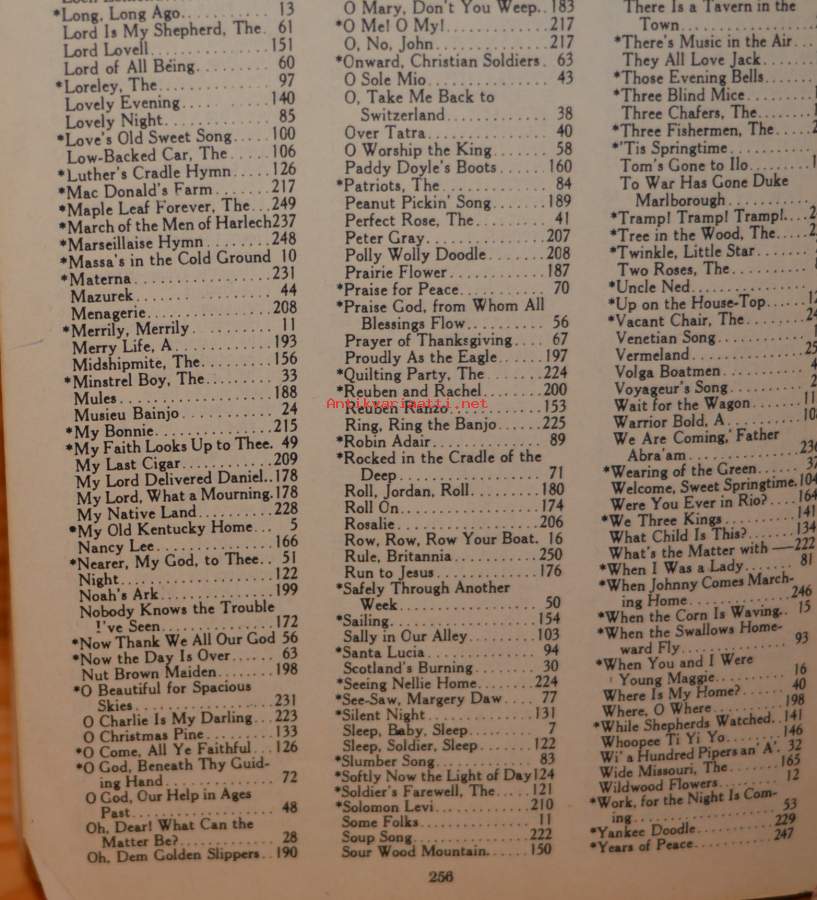 *Long, Long Ago.......... 13
Lord Is My Shepherd, The. 61
Lord Lovell............151
Lord of All Being......... 60
*Loreley, The............. 97
Lovely Evening..........140
Lovely Night............. 85
*Love's Old Sweet Song.... 100
Low-Backed Car, The.....106
*Luther's Cradle Hymn.....126
*Mac Donald's Farm.......217
*Maple Leaf Forever, The...249
*March of the Men of Harlech237
*Marseillaise Hymn........248
*Massa's in the Cold Ground 10
*Materna................231
Mazurek................ 44
Menagerie..............208
*Merrily, Merrily.......... 11
Merry Life, A............193
Midshipmite, The.........156
*Minstrel Boy, The......... 33
Mules..................188
Musieu Bainjo........... 24
*My Bonnie..............215
*My Faith Looks Up to Thee. 49
My Last Cigar............209
My Lord Delivered Daniel..178
My Lord, What a Mourning.178
My Native Land..........228
*My Old Kentucky Home... 5
Nancy Lee..............166
*Nearer, My God, to Thee.. 51
Night..................122
Noah's Ark..............199
Nobody Knows the Trouble
I've Seen..............172
*Now Thank We All Our God 56
*Now the Day Is Over...... 63
Nut Brown Maiden.......198
*O Beautiful for Spacious
Skies.................231
O Charlie Is My Darling...223
O Christmas Pine.........133
*O Come, All Ye Faithful...126
*O God, Beneath Thy Guid-
ing Hand............. 72
O God, Our Help in Ages
Past................. 48
Oh, Dear! What Can the
Matter Be?............ 28
Oh, Dem Golden Slippers..190
O Mary, Don't You Weep..183
*O Me! O My!............217
O, No, John.............217
*Onward, Christian Soldiers. 63
O Sole Mio.............. 43
O, Take Me Back to
Switzerland............ 38
Over Tatra.............. 40
O Worship the King....... 58
Paddy Doyle's Boots......160
*Patriots, The............ 84
Peanut Pickin' Song.......189
Perfect Rose, The......... 41
Peter Gray..............207
Polly Wolly Doodle.......208
Prairie Flower...........187
*Praise for Peace.......... 70
*Praise God, from Whom All
Blessings Flow.......... 56
Prayer of Thanksgiving.... 67
Proudly As the Eagle......197
*Quilting Party, The.......224
*Reuben and Rachel........200
Reuben Ranzo...........153
Ring, Ring the Banjo......225
*Robin Adair............. 89
*Rocked in the Cradle of the
Deep................. 71
Roll, Jordan, Roll.........180
Roll On.................174
Rosalie.................206
Row, Row, Row Your Boat. 16
Rule, Britannia...........250
Run to Jesus............176
*Safely Through Another
Week................. 50
*Sailing.................154
Sally in Our Alley.........103
*Santa Lucia............. 94
Scotland's Burning........ 30
*Seeing Nellie Home.......224
*See-Saw, Margery Daw.... 77
*Silent Night............131
Sleep, Baby, Sleep........ 7
Sleep, Soldier, Sleep.......122
*Slumber Song............ 83
*Softly Now the Light of Day124
*Soldier's Farewell, The.....121
*Solomon Levi............210
Some Folks.............. 11
Soup Song..............222
Sour Wood Mountain......150
There Is a Tavern in the
Town
*There's Music in the Air
They All Love Jack
*Those Evening Bells
*Three Blind Mice
Three Chafers, The
*Three Fishermen, The
*'Tis Springtime
Tom's Gone to Ilo
To War Has Gone Duke
Marlborough
*Tramp! Tramp! Tramp!
*Tree in the Wood, The
*Twinkle, Little Star
Two Roses, The
*Uncle Ned
*Up on the House-Top
*Vacant Chair, The
Venetian Song
Vermeland
Volga Boatmen
Voyageur's Song
Wait for the Wagon
Warrior Bold, A
We Are Coming, Father
Abra'am..............236
*Wearing of the Green
Welcome, Sweet Springtime.104
Were You Ever in Rio?....164
*We Three Kings..........141
What Child Is This?.......134
What's the Matter with —222
*When I Was a Lady....... 81
*When Johnny Comes March-
ing Home.............246
*When the Corn Is Waving.. 15
*When the Swallows Home-
ward Fly.............. 93
*When You and I Were
Young Maggie.......... 16
Where Is My Home?...... 40
Where, O Where.........198
*While Shepherds Watched..141
Whoopee Ti Yi Yo........146
Wi' a Hundred Pipers an' A'. 32
Wide Missouri, The.......165
Wildwood Flowers........ 12
*Work, for the Night Is Com-
ing.................. 53
*Yankee Doodle..........229
*Years of Peace..........247
256
Antikvariaatti.net